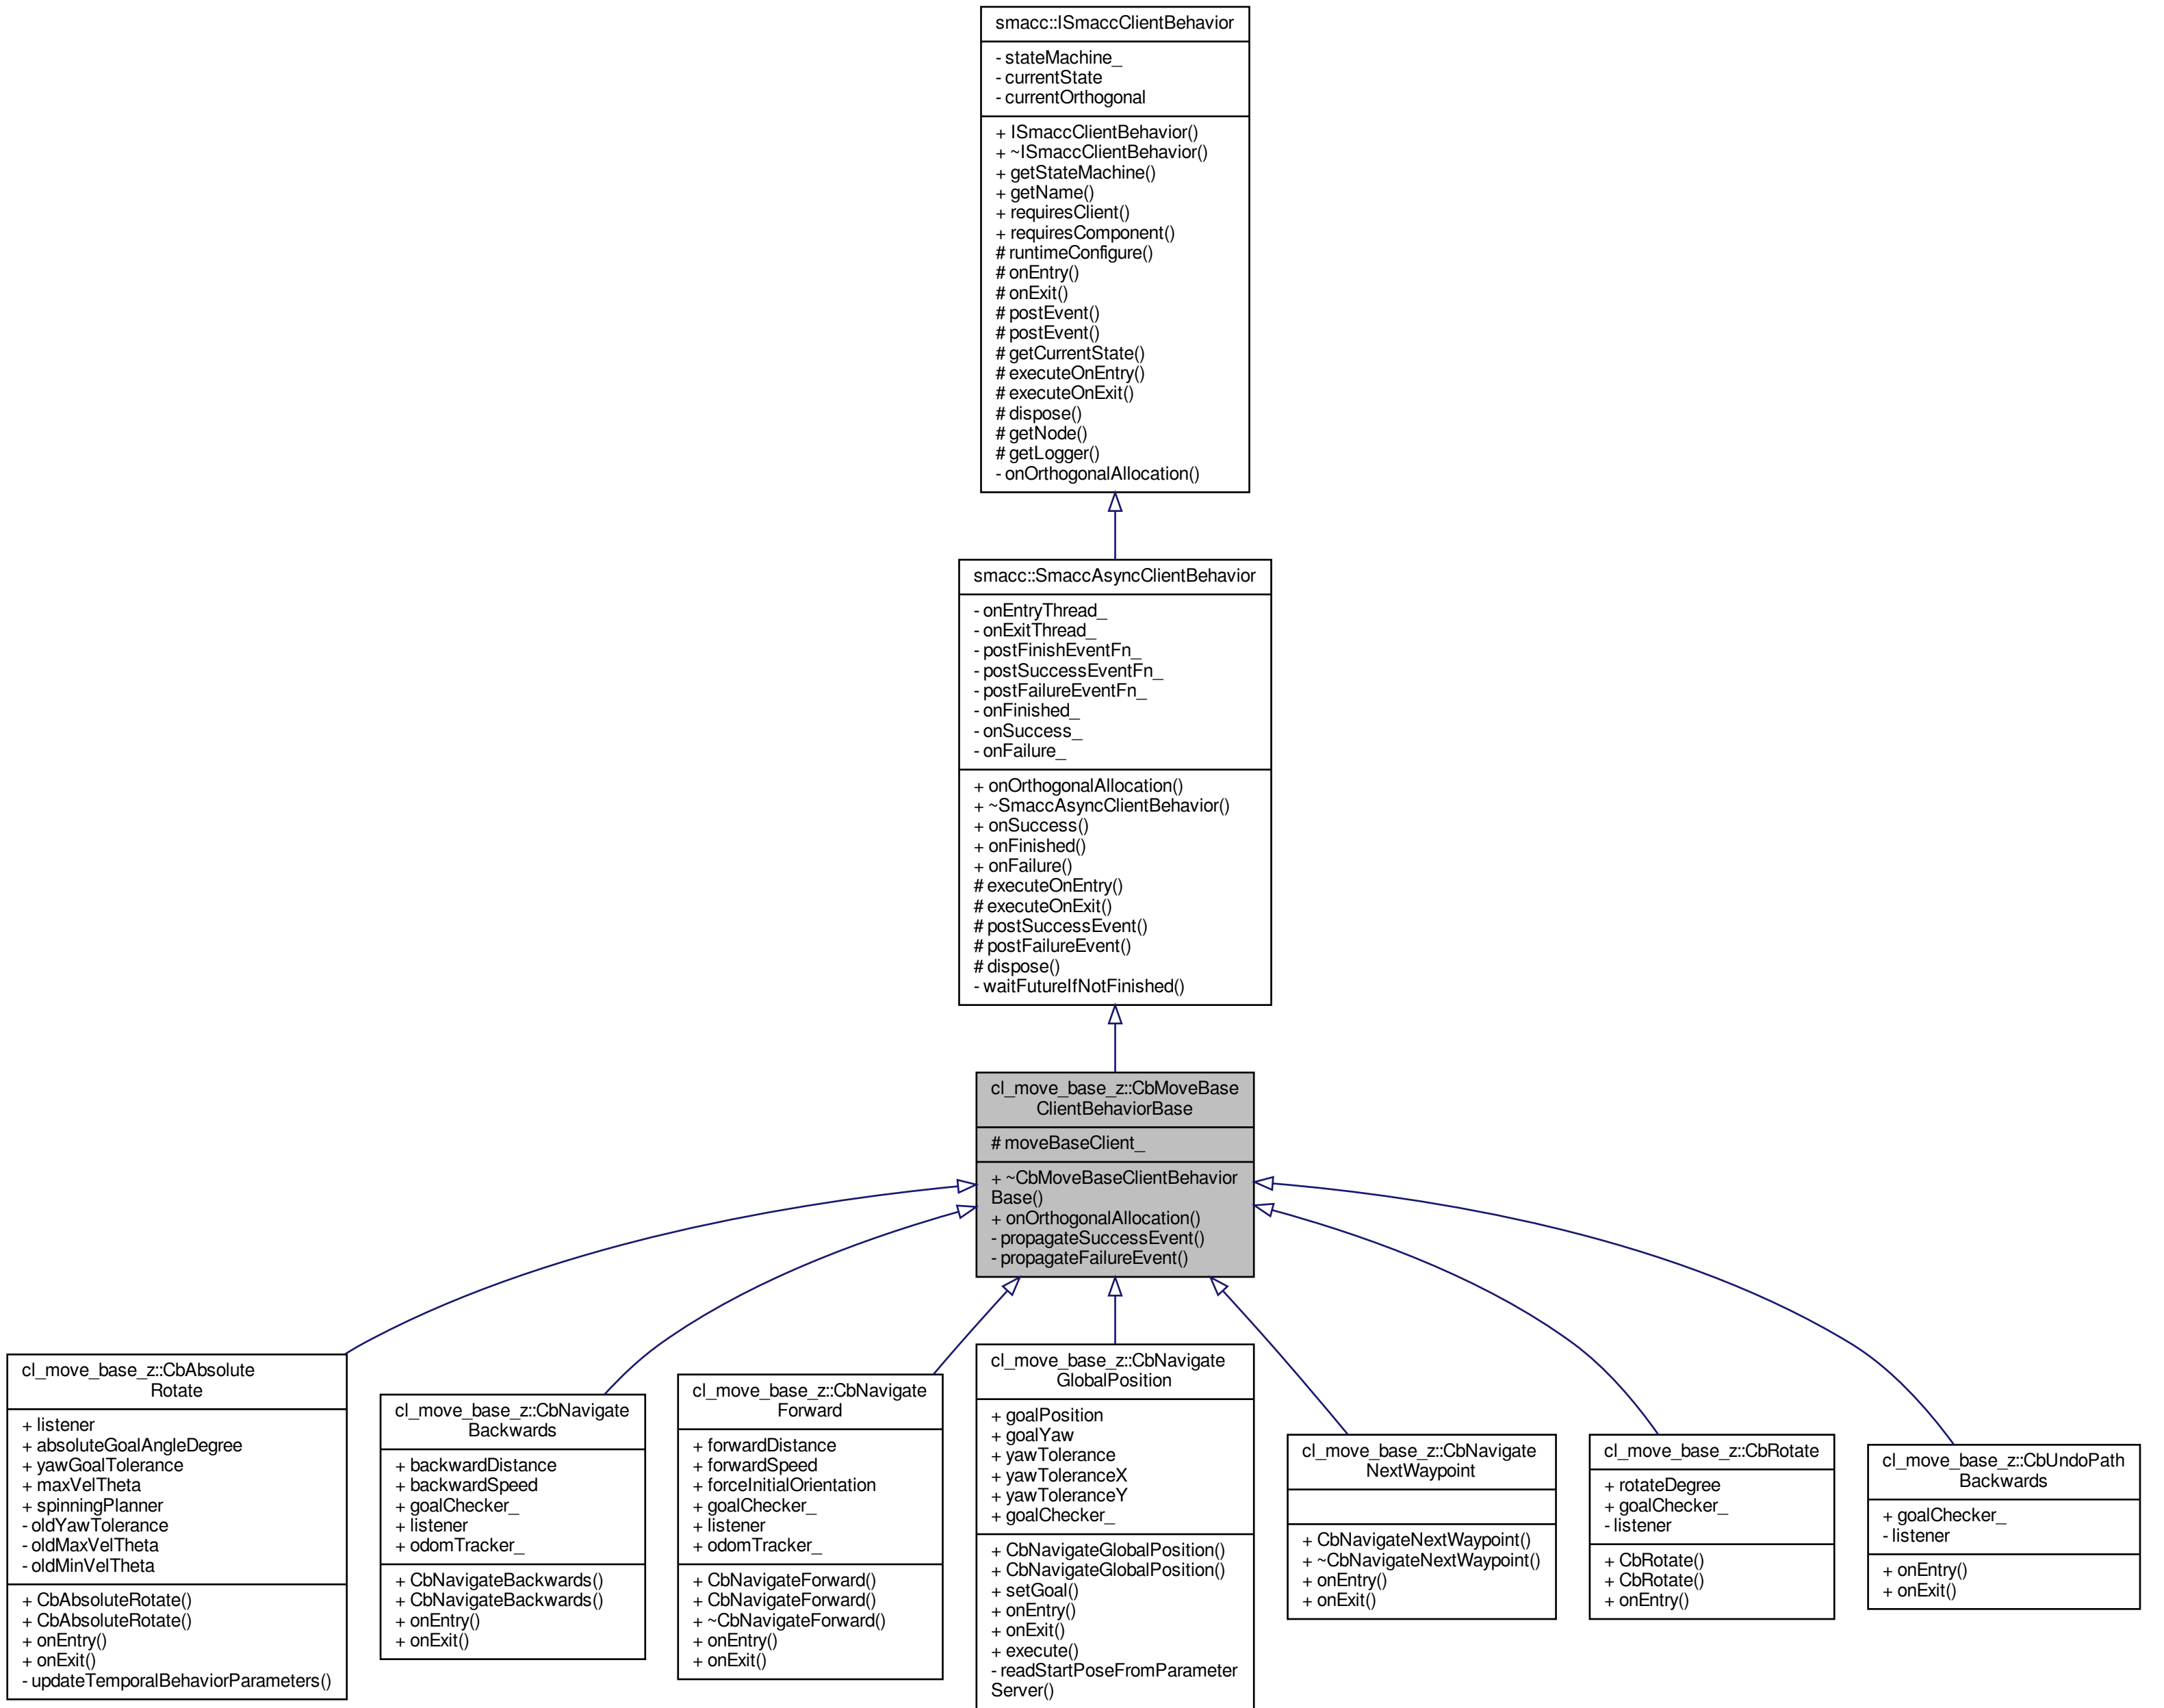 smacc::ISmaccClientBehavior
- stateMachine_
- currentState
- currentOrthogonal
+ ISmaccClientBehavior()
+ ~ISmaccClientBehavior()
+ getStateMachine()
+ getName()
+ requiresClient()
+ requiresComponent()
# runtimeConfigure()
# onEntry()
# onExit()
# postEvent()
# postEvent()
# getCurrentState()
# executeOnEntry()
# executeOnExit()
# dispose()
# getNode()
# getLogger()
- onOrthogonalAllocation()
smacc::SmaccAsyncClientBehavior
- onEntryThread_
- onExitThread_
- postFinishEventFn_
- postSuccessEventFn_
- postFailureEventFn_
- onFinished_
- onSuccess_
- onFailure_
+ onOrthogonalAllocation()
+ ~SmaccAsyncClientBehavior()
+ onSuccess()
+ onFinished()
+ onFailure()
# executeOnEntry()
# executeOnExit()
# postSuccessEvent()
# postFailureEvent()
# dispose()
- waitFutureIfNotFinished()
cl_move_base_z::CbMoveBase
ClientBehaviorBase
# moveBaseClient_
+ ~CbMoveBaseClientBehavior
Base()
+ onOrthogonalAllocation()
- propagateSuccessEvent()
- propagateFailureEvent()
cl_move_base_z::CbAbsolute
Rotate
+ listener
+ absoluteGoalAngleDegree
+ yawGoalTolerance
+ maxVelTheta
+ spinningPlanner
- oldYawTolerance
- oldMaxVelTheta
- oldMinVelTheta
+ CbAbsoluteRotate()
+ CbAbsoluteRotate()
+ onEntry()
+ onExit()
- updateTemporalBehaviorParameters()
cl_move_base_z::CbNavigate
Backwards
+ backwardDistance
+ backwardSpeed
+ goalChecker_
+ listener
+ odomTracker_
+ CbNavigateBackwards()
+ CbNavigateBackwards()
+ onEntry()
+ onExit()
cl_move_base_z::CbNavigate
Forward
+ forwardDistance
+ forwardSpeed
+ forceInitialOrientation
+ goalChecker_
+ listener
+ odomTracker_
+ CbNavigateForward()
+ CbNavigateForward()
+ ~CbNavigateForward()
+ onEntry()
+ onExit()
cl_move_base_z::CbNavigate
GlobalPosition
+ goalPosition
+ goalYaw
+ yawTolerance
+ yawToleranceX
+ yawToleranceY
+ goalChecker_
+ CbNavigateGlobalPosition()
+ CbNavigateGlobalPosition()
+ setGoal()
+ onEntry()
+ onExit()
+ execute()
- readStartPoseFromParameter
Server()
cl_move_base_z::CbNavigate
NextWaypoint
+ CbNavigateNextWaypoint()
+ ~CbNavigateNextWaypoint()
+ onEntry()
+ onExit()
cl_move_base_z::CbRotate
+ rotateDegree
+ goalChecker_
- listener
+ CbRotate()
+ CbRotate()
+ onEntry()
cl_move_base_z::CbUndoPath
Backwards
+ goalChecker_
- listener
+ onEntry()
+ onExit()